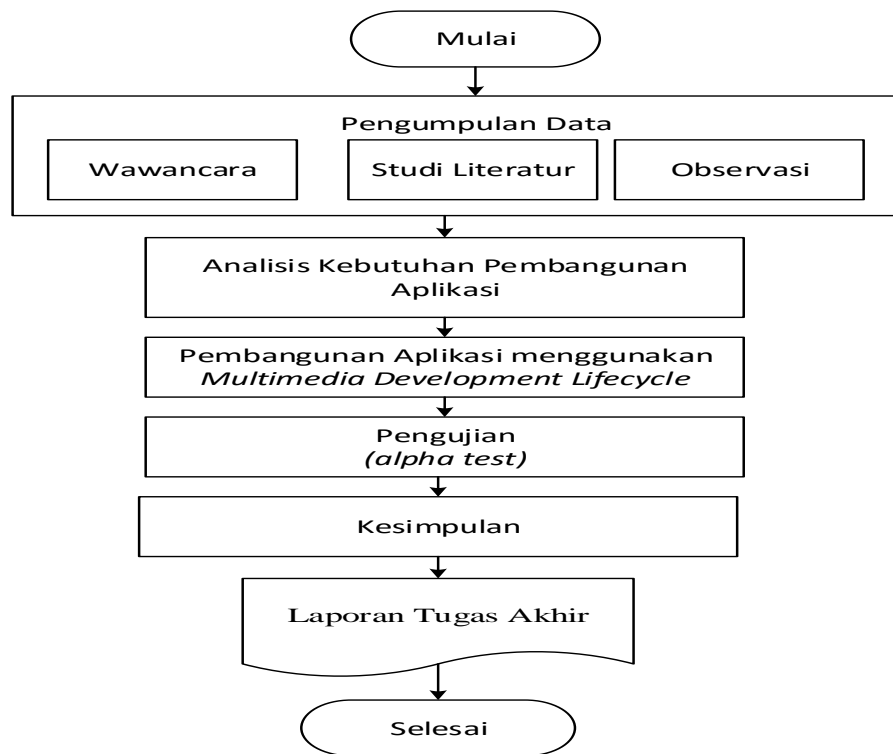 Mulai
Pengumpulan Data
Wawancara
Studi Literatur
Observasi
Analisis Kebutuhan Pembangunan
Aplikasi
Pembangunan Aplikasi menggunakan
Multimedia Development Lifecycle
Pengujian
(alpha test)
Kesimpulan
Laporan Tugas Akhir
Selesai